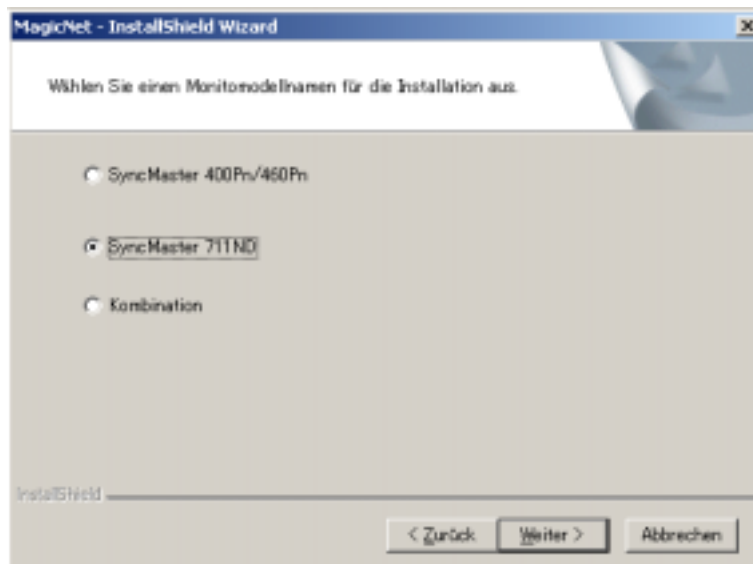 MagicNet - InstallShield Wizard
Wählen Sie einen Monitomodellnamen für die Installation aus.
SyncMaster 400Pn/460Pn
SyncMaster 711ND
Kombination
InstallShield
< Zurück
Weiter >
Abbrechen